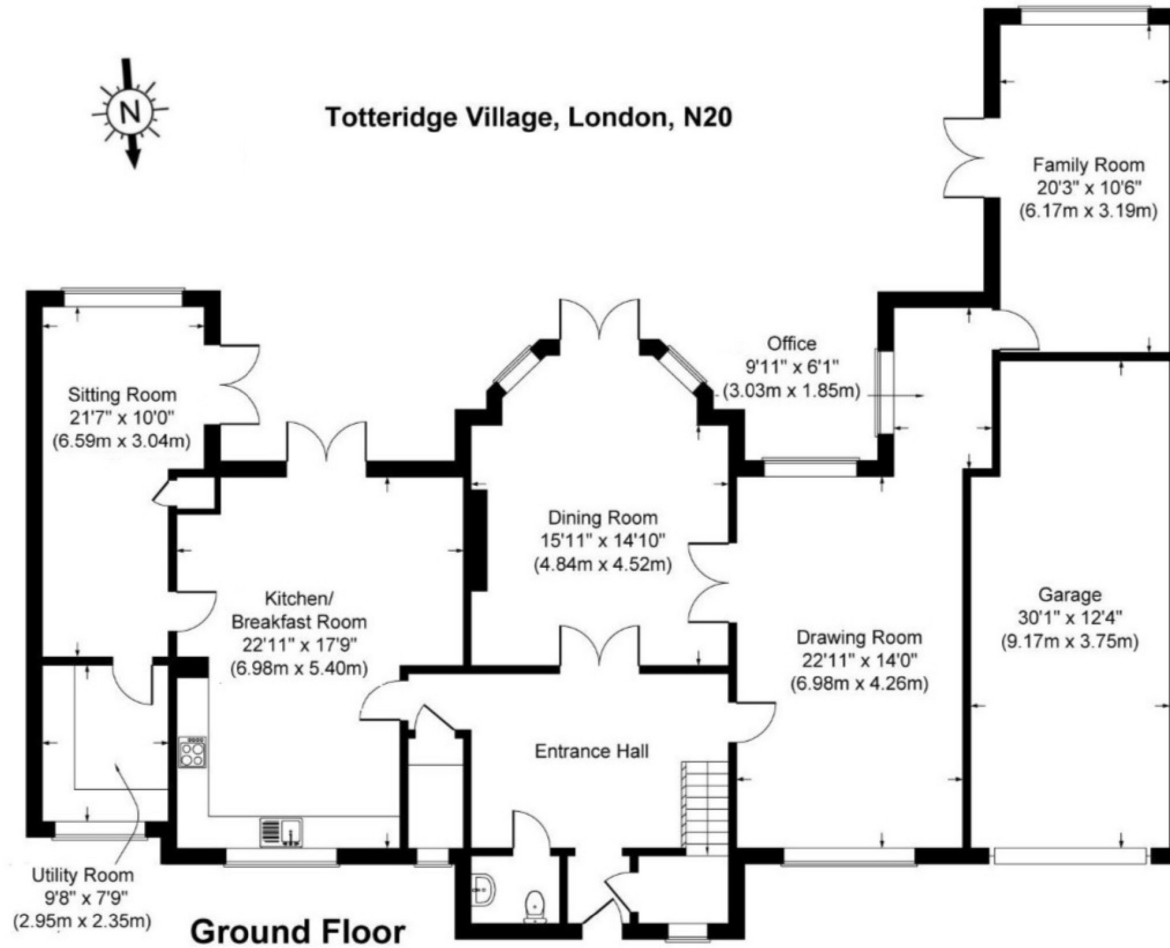 N
Totteridge Village, London, N20
Family Room
20'3" x 10'6"
(6.17m x 3.19m)
Office
9'11" x 6'1"
(3.03m x 1.85m)
Sitting Room
21'7" x 10'0"
(6.59m x 3.04m)
Dining Room
15'11" x 14'10"
(4.84m x 4.52m)
Kitchen/
Breakfast Room
22'11" x 17'9"
(6.98m x 5.40m)
Garage
30'1" x 12'4"
(9.17m x 3.75m)
Drawing Room
22'11" x 14'0"
(6.98m x 4.26m)
Entrance Hall
Utility Room
9'8" x 7'9"
(2.95m x 2.35m)
Ground Floor